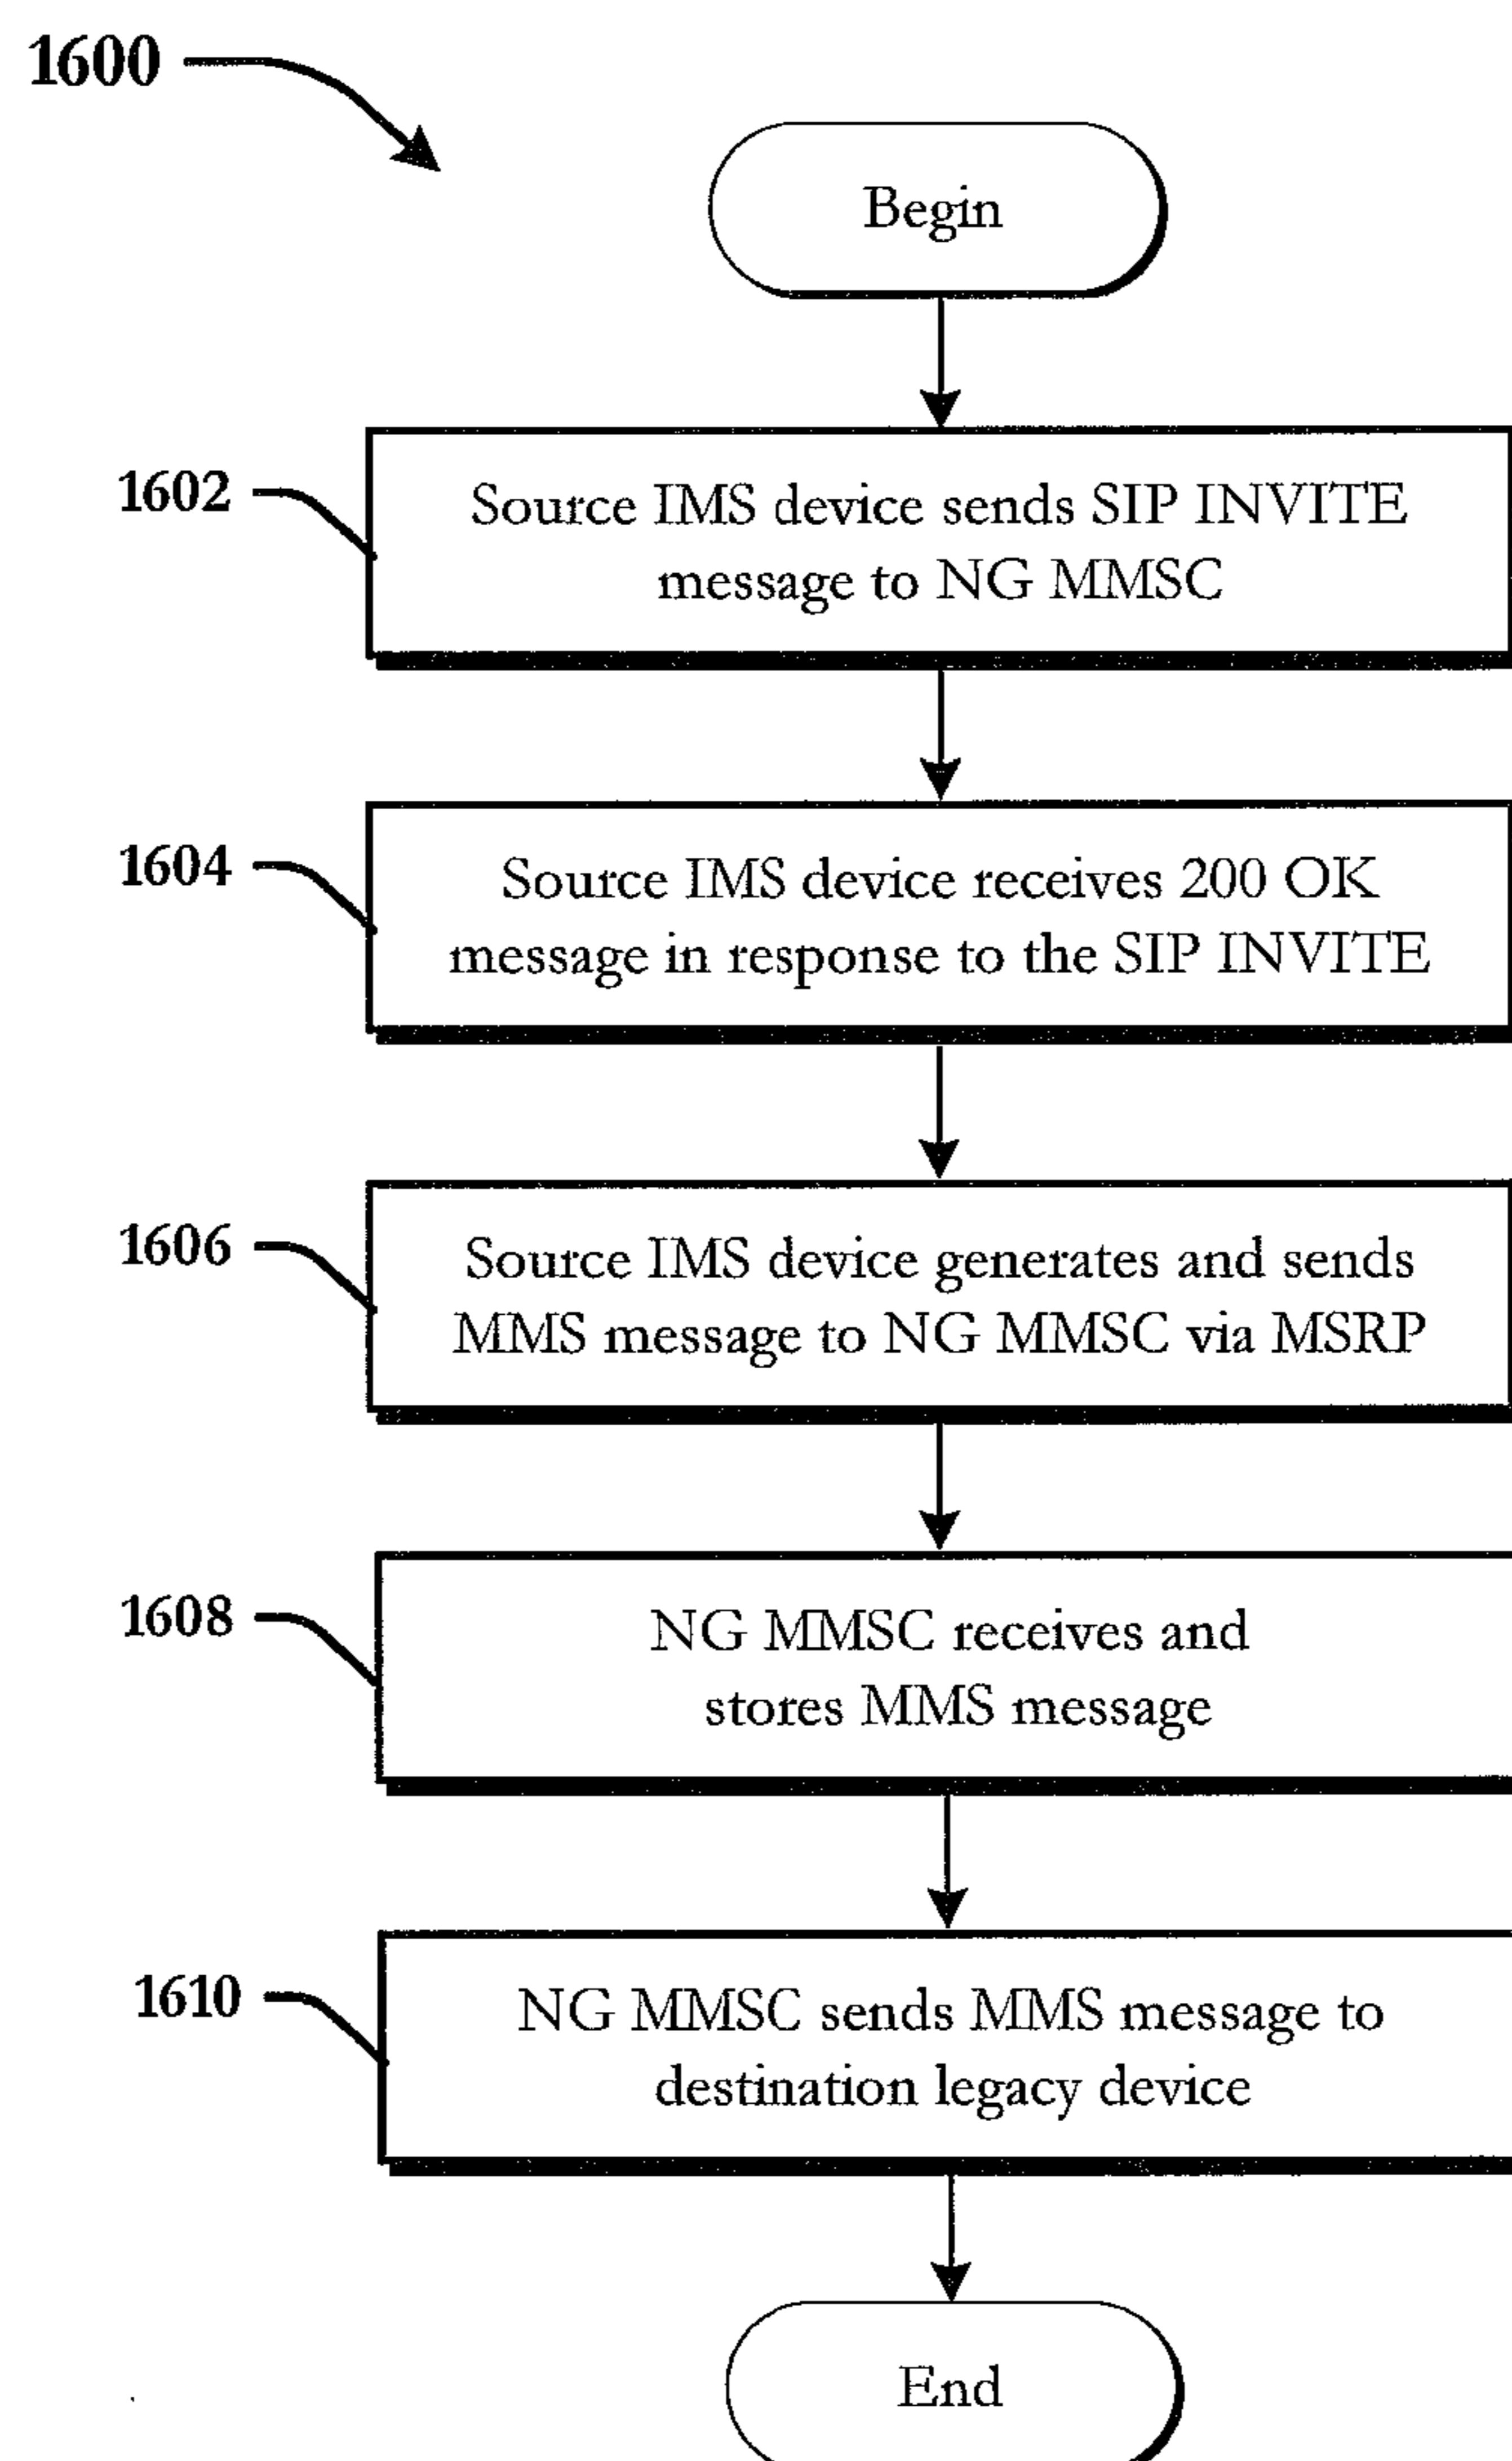 1600
Begin
1602
Source IMS device sends SIP INVITE
message to NG MMSC
1604
Source IMS device receives 200 OK
message in response to the SIP INVITE
1606
Source IMS device generates and sends
MMS message to NG MMSC via MSRP
1608
NG MMSC receives and
stores MMS message
1610
NG MMSC sends MMS message to
destination legacy device
End